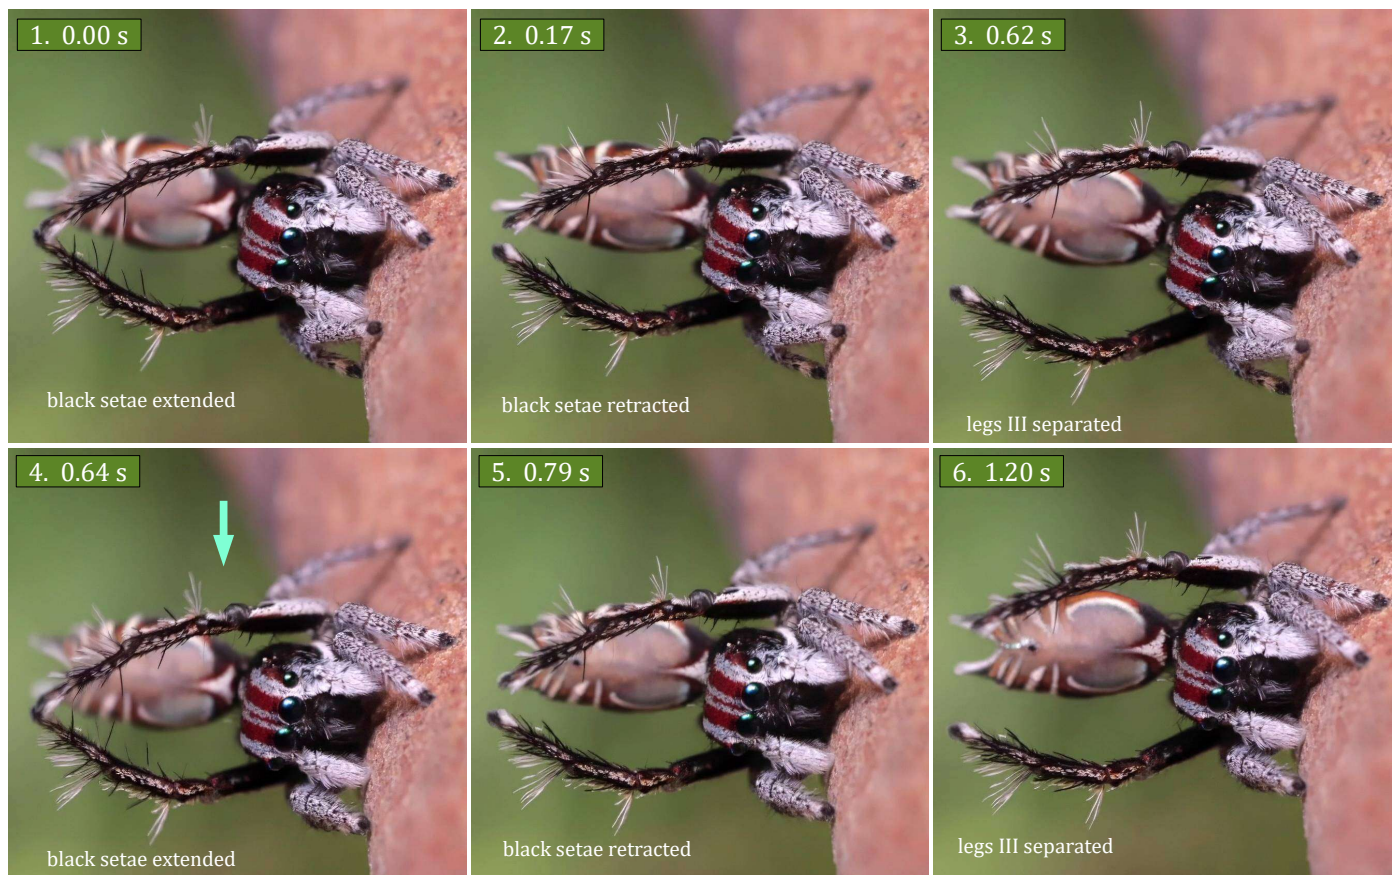 1. 0.00 s
black setae extended
2. 0.17 s
black setae retracted
3. 0.62 s
legs III separated
4. 0.64 s
black setae extended
5. 0.79 s
black setae retracted
6. 1.20 s
legs III separated